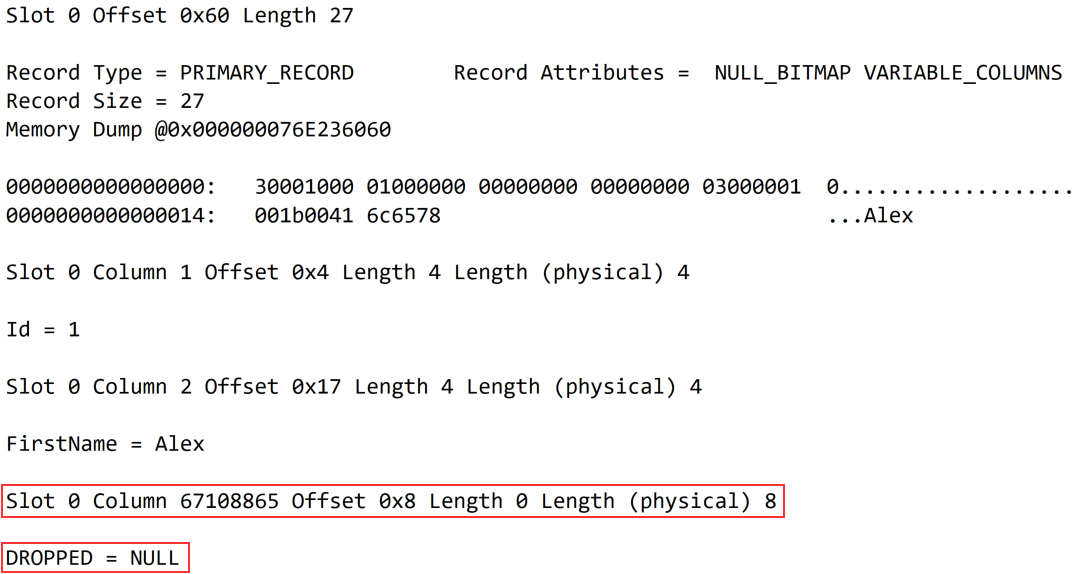 Slot 0 Offset 0x60 Length 27
Record Type = PRIMARY_RECORD        Record Attributes =  NULL_BITMAP VARIABLE_COLUMNS
Record Size = 27
Memory Dump @0x000000076E236060
0000000000000000:   30001000 01000000 00000000 00000000 03000001  0...................
0000000000000014:   001b0041 6c6578                               ...Alex
Slot 0 Column 1 Offset 0x4 Length 4 Length (physical) 4
Id = 1
Slot 0 Column 2 Offset 0x17 Length 4 Length (physical) 4
FirstName = Alex
Slot 0 Column 67108865 Offset 0x8 Length 0 Length (physical) 8
DROPPED = NULL